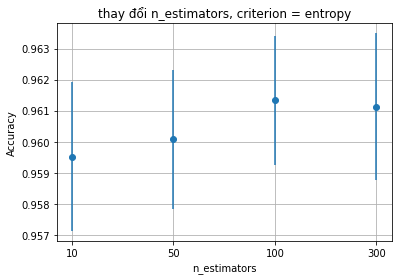 thay đổi n_estimators, criterion = entropy
0.963
0.962
0.961
0.960
0.959
0.958
0.957
Accuracy
10 50 100 300
n_estimators